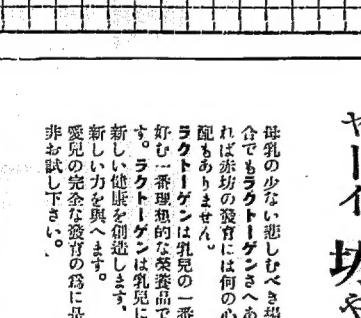 ヤーイ 坊や
母乳の少ない悲しむべき場
合でもラクトーゲンさへあ
れば赤坊の發育には何の心
配もありません。
ラクトーゲンは乳兒の一番
好む一番理想的な榮養品で
す。ラクトーゲンは乳兒に
新しい健康を創造します、
新しい力を與へます。
愛兒の完全な發育の爲に是
非お試し下さい。